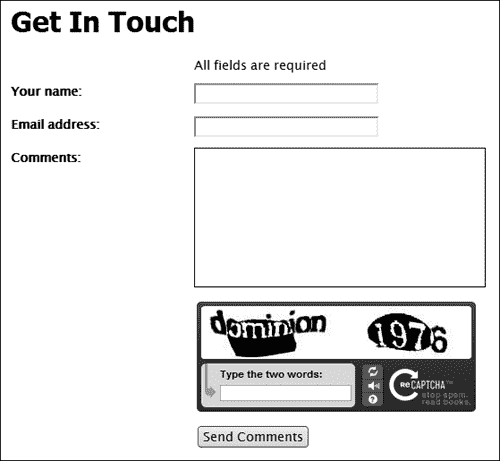 Get In Touch
All fields are required
Your name:
Email address:
Comments:
dominion 1976
Type the two words:
ReCAPTCHA™
stop spam.
read books.
Send Comments